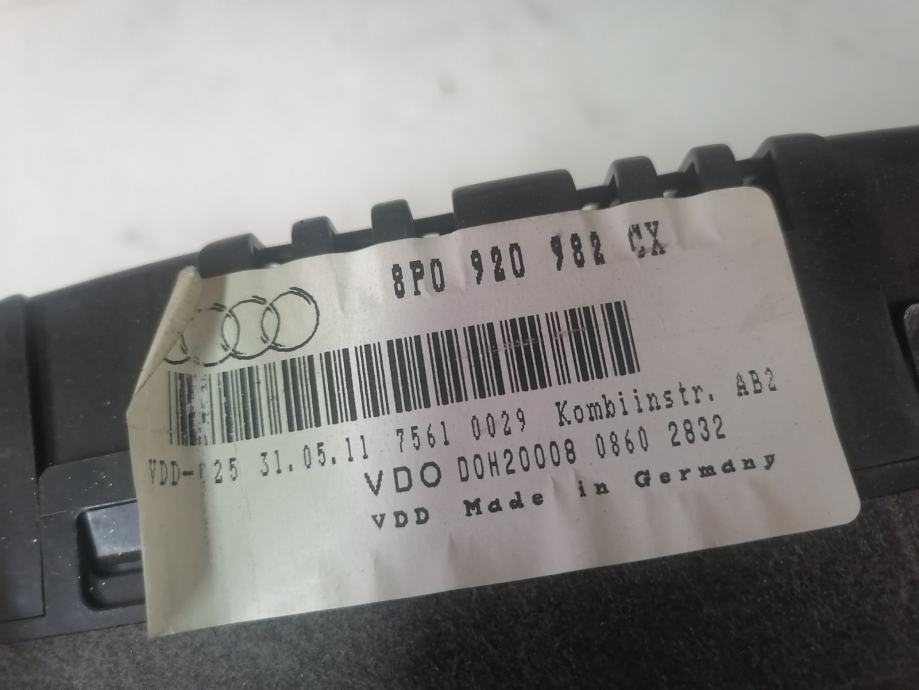 8P0 920 982 CX
31.05.11 7561 0029 Kombiinstr. AB2
VDO D0H20008 0860 2832
VDD Made in Germany